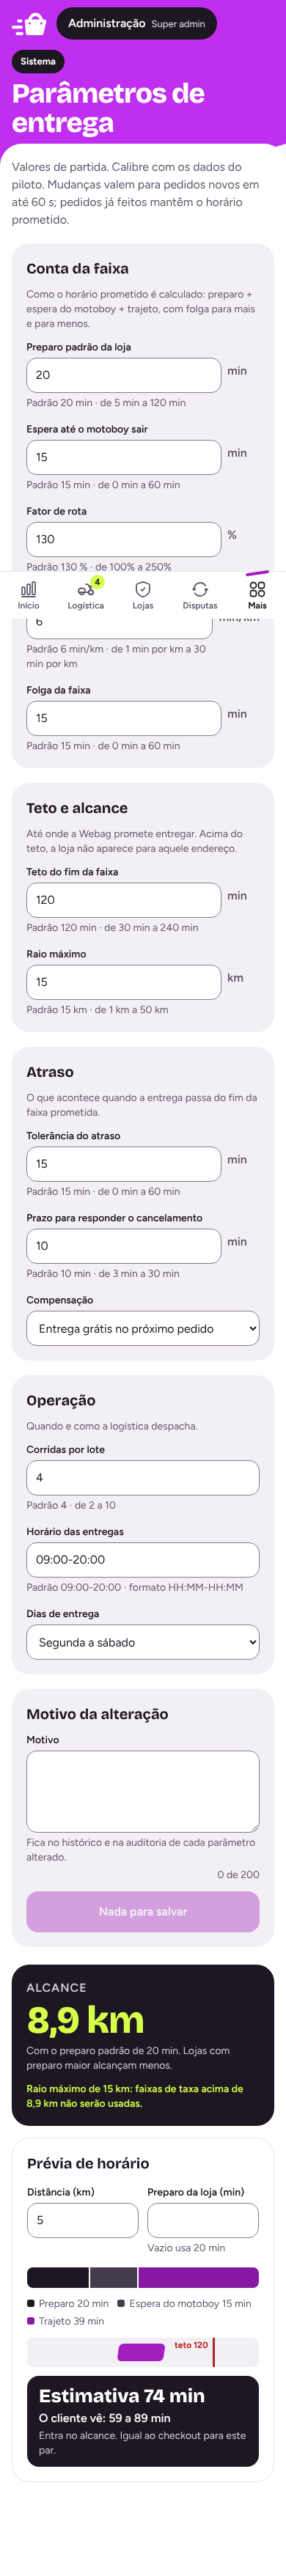 Administração Super admin
Sistema
Parâmetros de
entrega
Valores de partida. Calibre com os dados do
piloto. Mudanças valem para pedidos novos em
até 60 s; pedidos já feitos mantêm o horário
prometido.
Conta da faixa
Como o horário prometido é calculado: preparo +
espera do motoboy + trajeto, com folga para mais
e para menos.
Preparo padrão da loja
20 min
Padrão 20 min · de 5 min a 120 min
Espera até o motoboy sair
15 min
Padrão 15 min · de 0 min a 60 min
Fator de rota
130 %
Padrão 130 % · de 100% a 250%
4
Início Logística Lojas Disputas Mais
6 min/km
Padrão 6 min/km · de 1 min por km a 30
min por km
Folga da faixa
15 min
Padrão 15 min · de 0 min a 60 min
Teto e alcance
Até onde a Webag promete entregar. Acima do
teto, a loja não aparece para aquele endereço.
Teto do fim da faixa
120 min
Padrão 120 min · de 30 min a 240 min
Raio máximo
15 km
Padrão 15 km · de 1 km a 50 km
Atraso
O que acontece quando a entrega passa do fim da
faixa prometida.
Tolerância do atraso
15 min
Padrão 15 min · de 0 min a 60 min
Prazo para responder o cancelamento
10 min
Padrão 10 min · de 3 min a 30 min
Compensação
Entrega grátis no próximo pedido
Operação
Quando e como a logística despacha.
Corridas por lote
4
Padrão 4 · de 2 a 10
Horário das entregas
09:00-20:00
Padrão 09:00-20:00 · formato HH:MM-HH:MM
Dias de entrega
Segunda a sábado
Motivo da alteração
Motivo
Fica no histórico e na auditoria de cada parâmetro
alterado.
0 de 200
Nada para salvar
ALCANCE
8,9 km
Com o preparo padrão de 20 min. Lojas com
preparo maior alcançam menos.
Raio máximo de 15 km: faixas de taxa acima de
8,9 km não serão usadas.
Prévia de horário
Distância (km) Preparo da loja (min)
5
Vazio usa 20 min
Preparo 20 min Espera do motoboy 15 min
Trajeto 39 min
teto 120
Estimativa 74 min
O cliente vê: 59 a 89 min
Entra no alcance. Igual ao checkout para este
par.